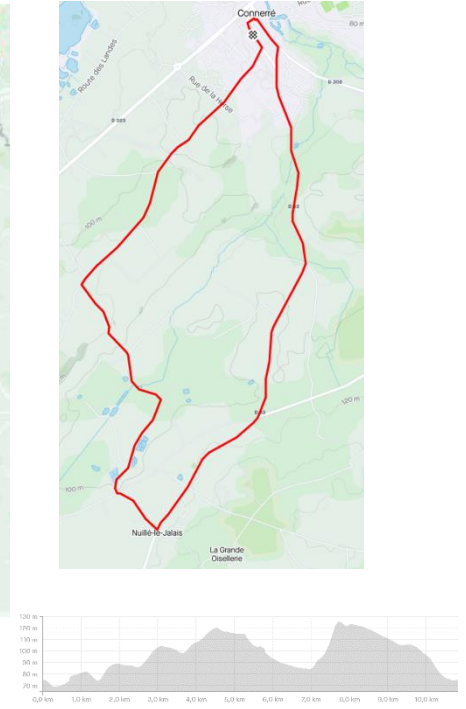 Connerré
80 m
Route des Landes
D 200
Rue de la Herse
D 323
100 m
120 m
100 m
Nuillé-le-Jalais
La Grande
Oisellerie
130 m
120 m
110 m
100 m
90 m
80 m
70 m
0,0 km 1,0 km 2,0 km 3,0 km 4,0 km 5,0 km 6,0 km 7,0 km 8,0 km 9,0 km 10,0 km